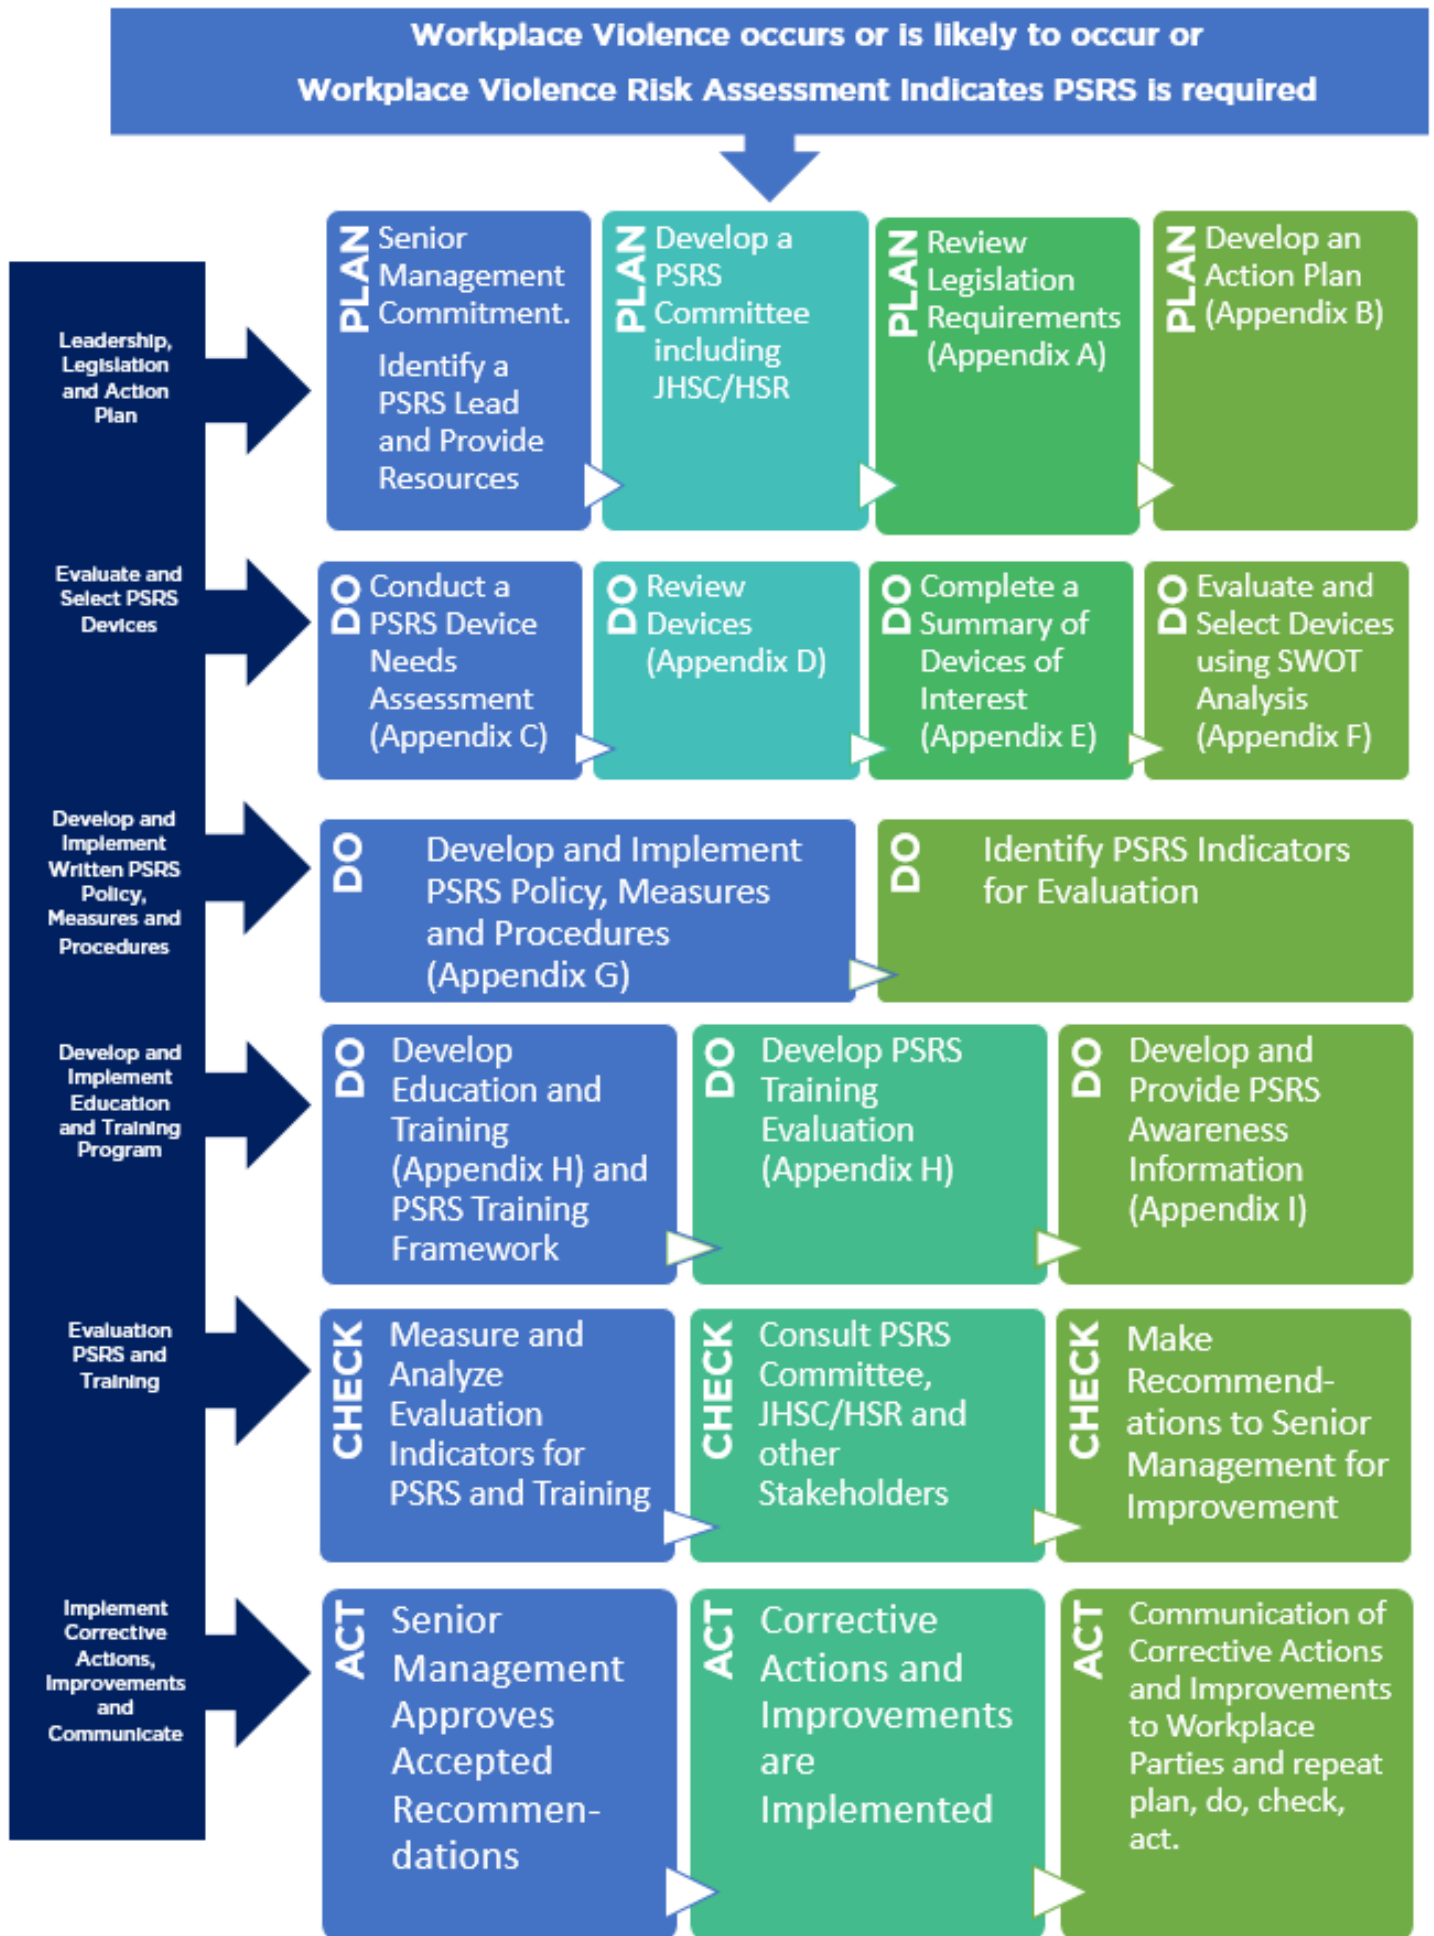 Workplace Violence occurs or is likely to occur or
Workplace Violence Risk Assessment Indicates PSRS is required
Leadership,
Legislation
and Action
Plan
PLAN
Senior
Management
Commitment.
Identify a
PSRS Lead
and Provide
Resources
PLAN
Develop a
PSRS
Committee
including
JHSC/HSR
PLAN
Review
Legislation
Requirements
(Appendix A)
PLAN
Develop an
Action Plan
(Appendix B)
Evaluate and
Select PSRS
Devices
DO
Conduct a
PSRS Device
Needs
Assessment
(Appendix C)
DO
Review
Devices
(Appendix D)
DO
Complete a
Summary of
Devices of
Interest
(Appendix E)
DO
Evaluate and
Select Devices
using SWOT
Analysis
(Appendix F)
Develop and
Implement
Written PSRS
Policy,
Measures and
Procedures
DO
Develop and Implement
PSRS Policy, Measures
and Procedures
(Appendix G)
DO
Identify PSRS Indicators
for Evaluation
Develop and
Implement
Education
and Training
Program
DO
Develop
Education and
Training
(Appendix H) and
PSRS Training
Framework
DO
Develop PSRS
Training
Evaluation
(Appendix H)
DO
Develop and
Provide PSRS
Awareness
Information
(Appendix I)
Evaluation
PSRS and
Training
CHECK
Measure and
Analyze
Evaluation
Indicators for
PSRS and Training
CHECK
Consult PSRS
Committee,
JHSC/HSR and
other
Stakeholders
CHECK
Make
Recommend-
ations to Senior
Management for
Improvement
Implement
Corrective
Actions,
Improvements
and
Communicate
ACT
Senior
Management
Approves
Accepted
Recommen-
dations
ACT
Corrective
Actions and
Improvements
are
Implemented
ACT
Communication of
Corrective Actions
and Improvements
to Workplace
Parties and repeat
plan, do, check,
act.